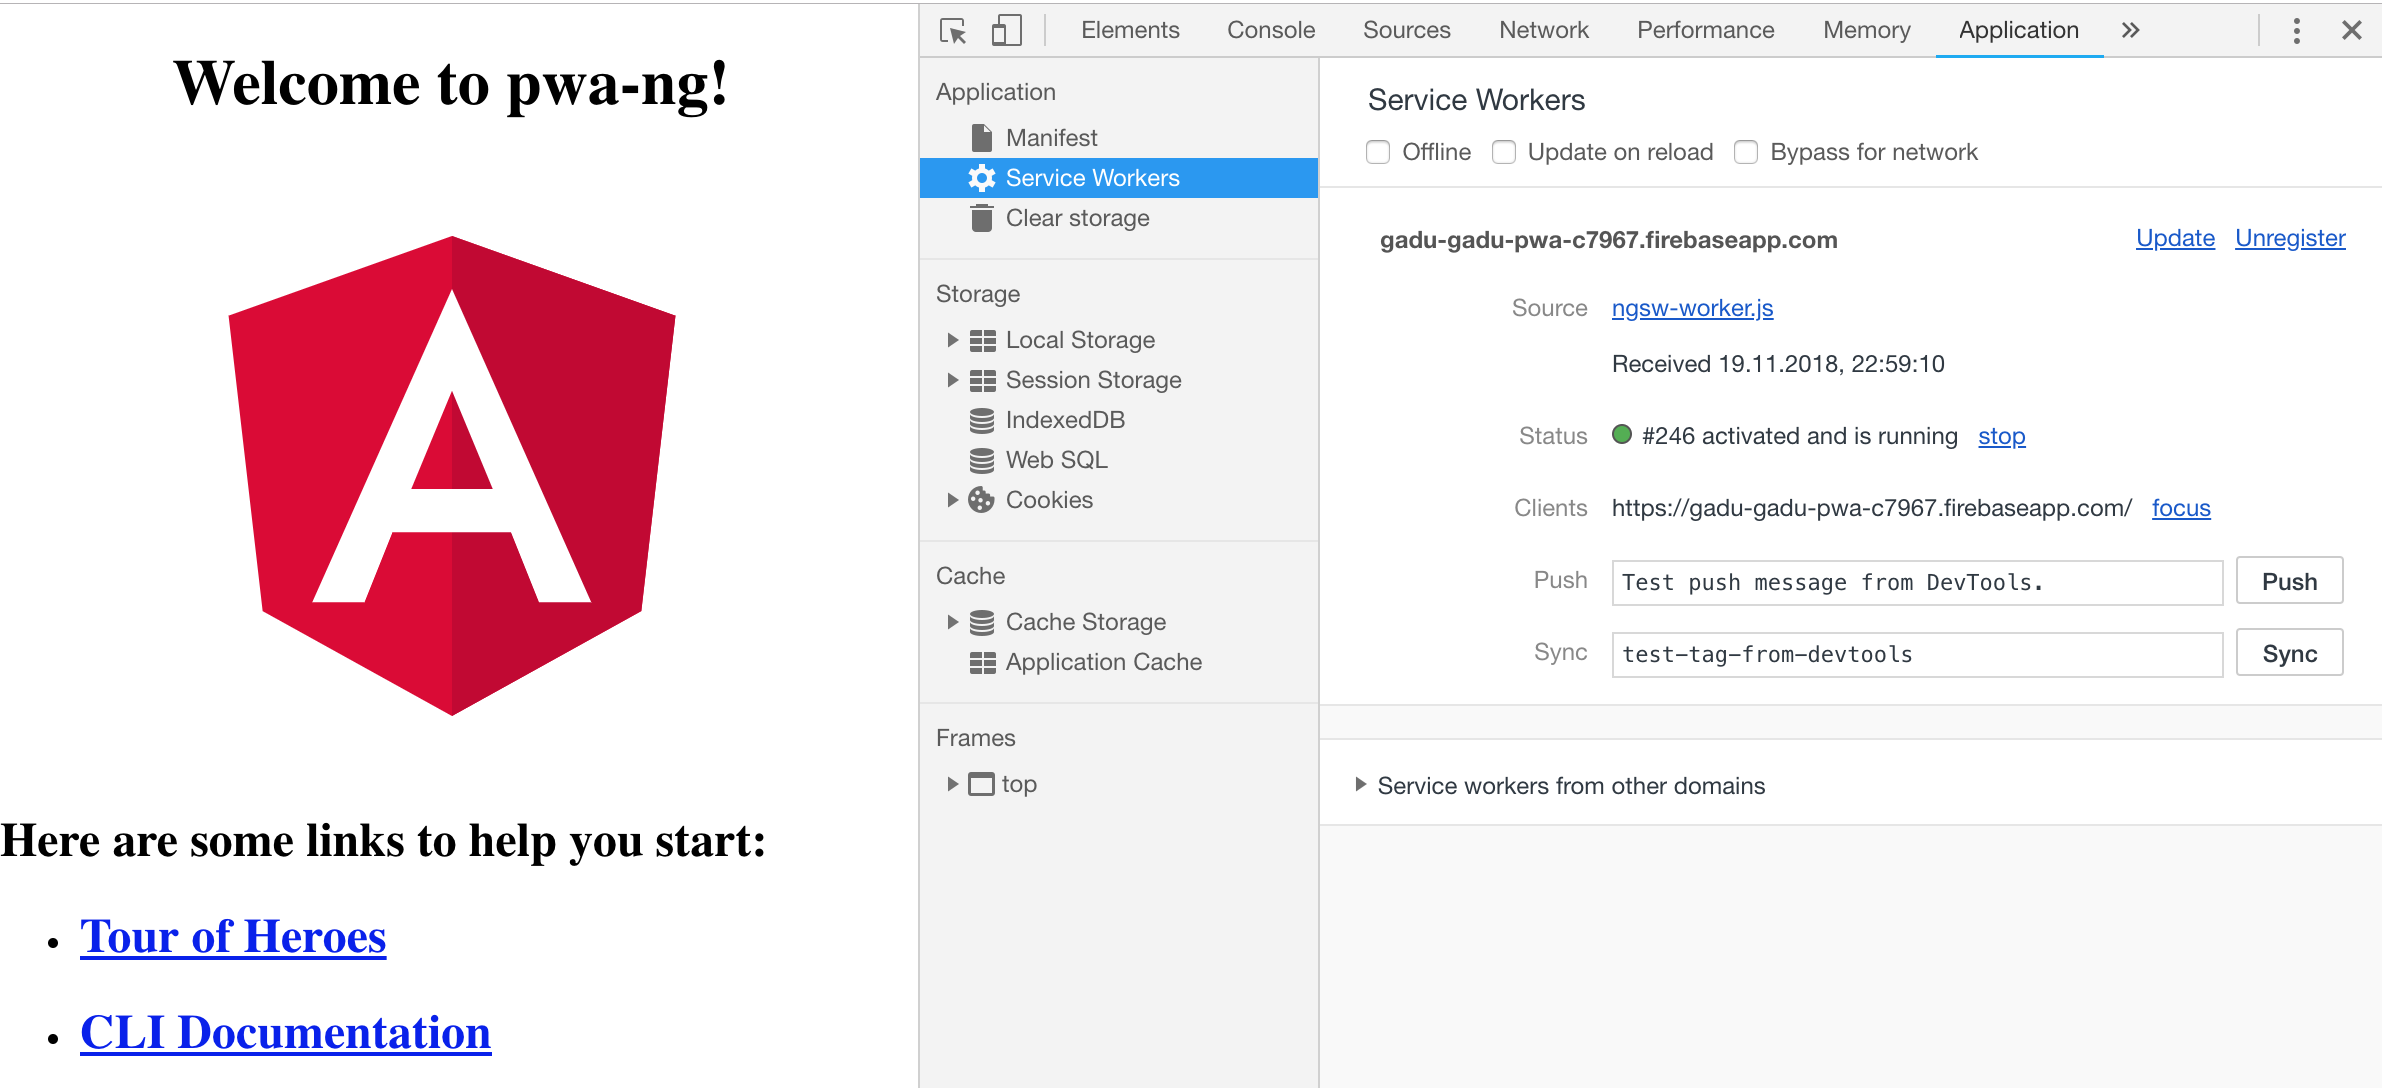 Welcome to pwa-ng!
Here are some links to help you start:
Tour of Heroes
CLI Documentation
Elements Console Sources Network Performance Memory Application
Application
Manifest
Service Workers
Clear storage
Storage
Local Storage
Session Storage
IndexedDB
Web SQL
Cookies
Cache
Cache Storage
Application Cache
Frames
top
Service Workers
Offline Update on reload Bypass for network
gadu-gadu-pwa-c7967.firebaseapp.com Update Unregister
Source ngsw-worker.js
Received 19.11.2018, 22:59:10
Status #246 activated and is running stop
Clients https://gadu-gadu-pwa-c7967.firebaseapp.com/ focus
Push Test push message from DevTools. Push
Sync test-tag-from-devtools Sync
Service workers from other domains